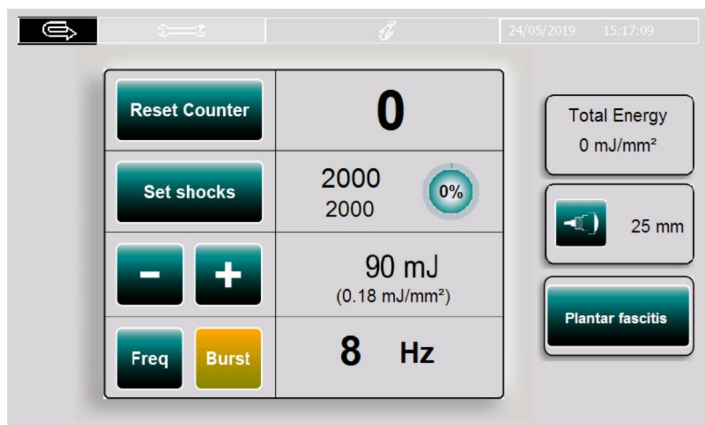 24/05/2019 15:17:09
Reset Counter
0
Set shocks
2000
2000
0%
- +
90 mJ
(0.18 mJ/mm²)
Freq
Burst
8 Hz
Total Energy
0 mJ/mm²
25 mm
Plantar fascitis